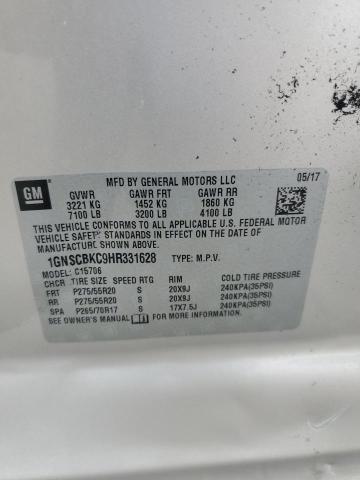 GM
MFD BY GENERAL MOTORS LLC 05/17
GVWR GAWR FRT GAWR RR
3221 KG 1452 KG 1860 KG
7100 LB 3200 LB 4100 LB
THIS VEHICLE CONFORMS TO ALL APPLICABLE U.S. FEDERAL MOTOR
VEHICLE SAFETY STANDARDS IN EFFECT ON THE DATE OF
MANUFACTURE SHOWN ABOVE.
1GNSCBKC9HR331628 TYPE: M.P.V.
MODEL: C15706
CHCR TIRE SIZE SPEED RTG RIM COLD TIRE PRESSURE
FRT P275/55R20 S 20X9J 240KPA(35PSI)
RR P275/55R20 S 20X9J 240KPA(35PSI)
SPA P265/70R17 S 17X7.5J 240KPA(35PSI)
SEE OWNER'S MANUAL FOR MORE INFORMATION